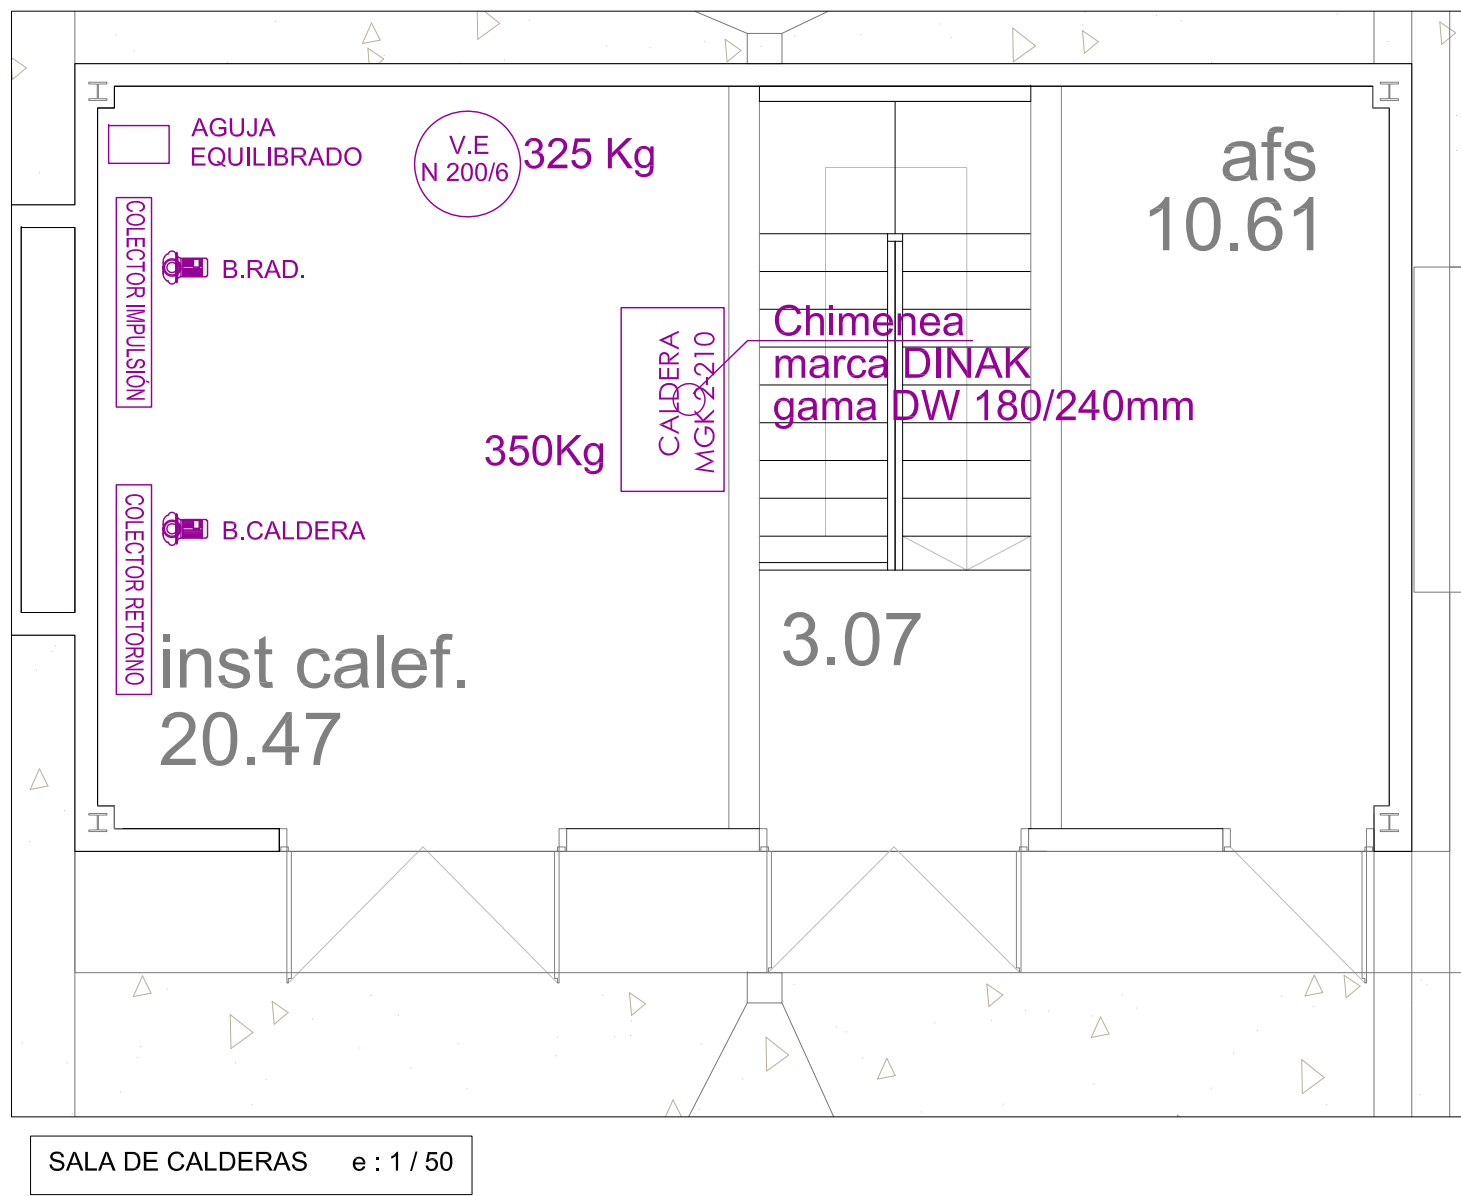 AGUJA
EQUILIBRADO
V.E
N 200/6
325 Kg
afs
10.61
COLECTOR IMPULSIÓN
B.RAD.
CALDERA
MGK-2-210
Chimenea
marca DINAK
gama DW 180/240mm
350Kg
COLECTOR RETORNO
B.CALDERA
inst calef.
20.47
3.07
SALA DE CALDERAS e : 1 / 50